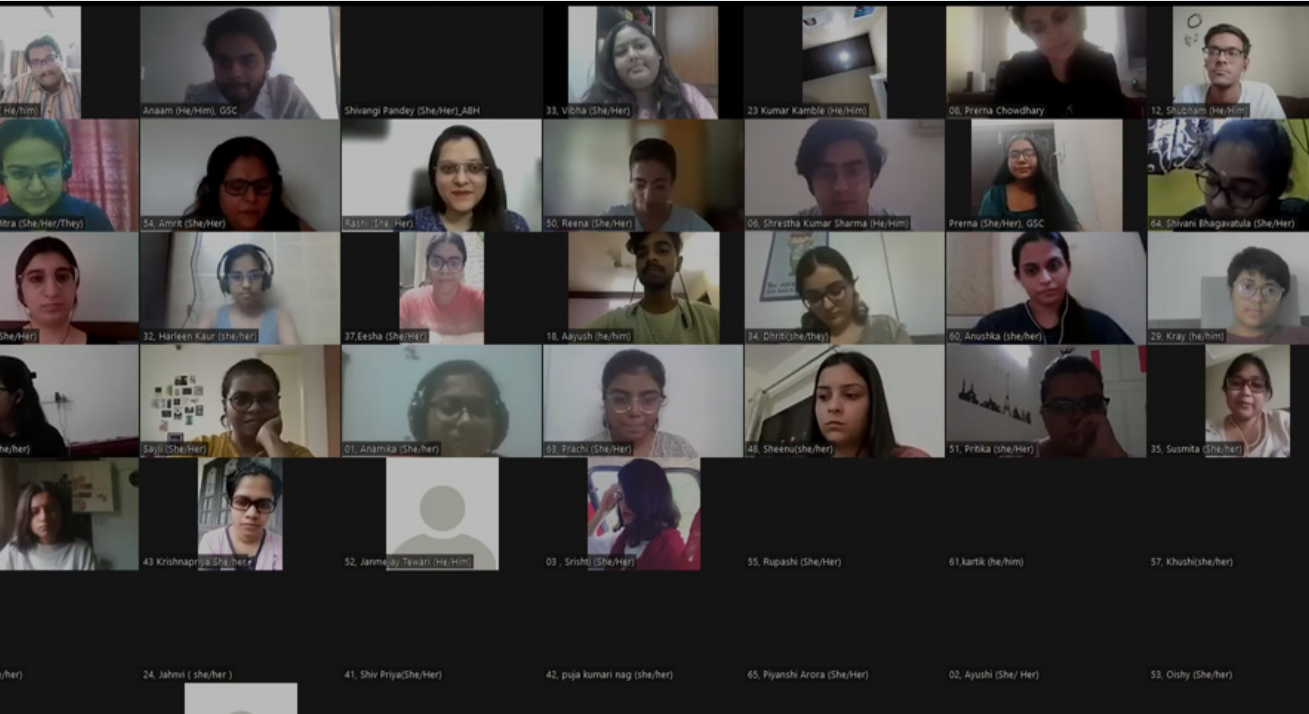 He/him)
Anaam (He/Him), GSC
Shivangi Pandey (She/Her)_ABH
33, Vibha (She/Her)
23 Kumar Kamble (He/Him)
08, Prerna Chowdhary
12, Shubham (He/Him)
itra (She/Her/They)
54, Amrit (She/Her)
Rashi (She_Her)
50, Reena (She/Her)
06, Shrestha Kumar Sharma (He/Him)
Prerna (She/Her), GSC
64, Shivani Bhagavatula (She/Her)
She/Her)
32, Harleen Kaur (she/her)
37,Eesha (She/Her)
18, Aayush (he/him)
34, Dhriti(she/they)
60, Anushka (she/her)
29, Kray (he/him)
he/her)
Sayli (She/Her)
01, Anamika (She/her)
63, Prachi (She/Her)
48, Sheenu(she/her)
51, Pritika (she/Her)
35, Susmita (She/her)
43 Krishnapriya She/her
52, Janmejay Tewari (He/Him)
03 , Srishti (She/Her)
55, Rupashi (She/Her)
61,kartik (he/him)
57, Khushi(she/her)
/her)
24, Jahnvi ( she/her )
41, Shiv Priya(She/Her)
42, puja kumari nag (she/her)
65, Piyanshi Arora (She/Her)
02, Ayushi (She/ Her)
53, Oishy (She/Her)